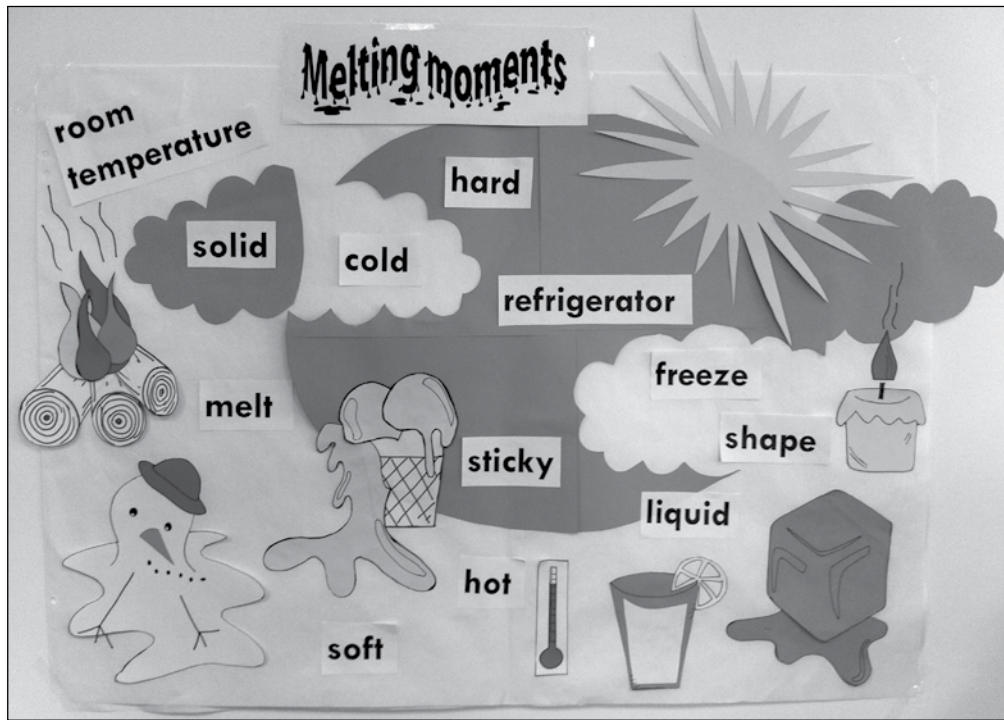 Melting moments
room
temperature
hard
solid
cold
refrigerator
freeze
melt
shape
sticky
liquid
hot
soft